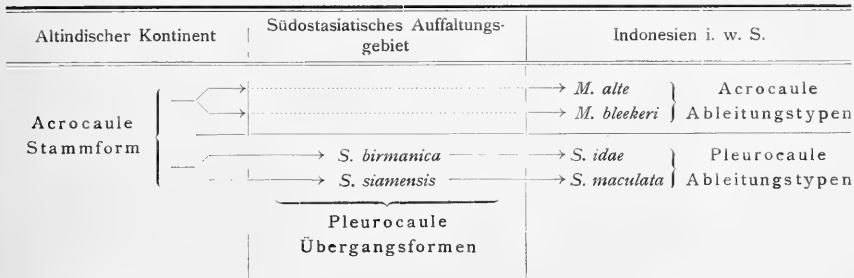 Altindischer Kontinent
Südostasiatisches Auffaltungs-
gebiet
Indonesien i. w. S.
Acrocaule
Stammform
M. alte
M. bleekeri
Acrocaule
Ableitungstypen
S. birmanica
S. siamensis
S. idae
S. maculata
Pleurocaule
Ableitungstypen
Pleurocaule
Übergangsformen